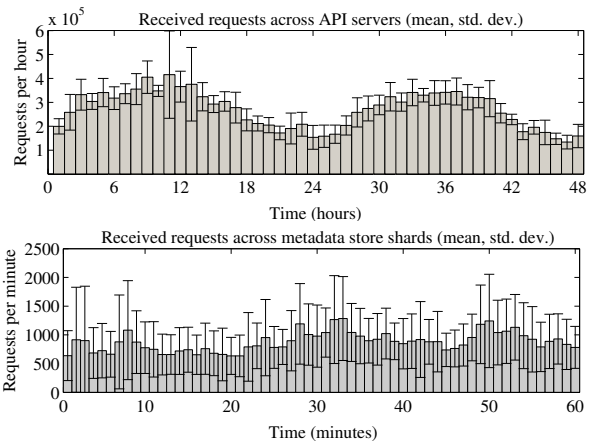 x 10⁵ Received requests across API servers (mean, std. dev.)
Requests per hour
6
5
4
3
2
1
0 6 12 18 24 30 36 42 48
Time (hours)
Received requests across metadata store shards (mean, std. dev.)
Requests per minute
2500
2000
1500
1000
500
0
0 10 20 30 40 50 60
Time (minutes)